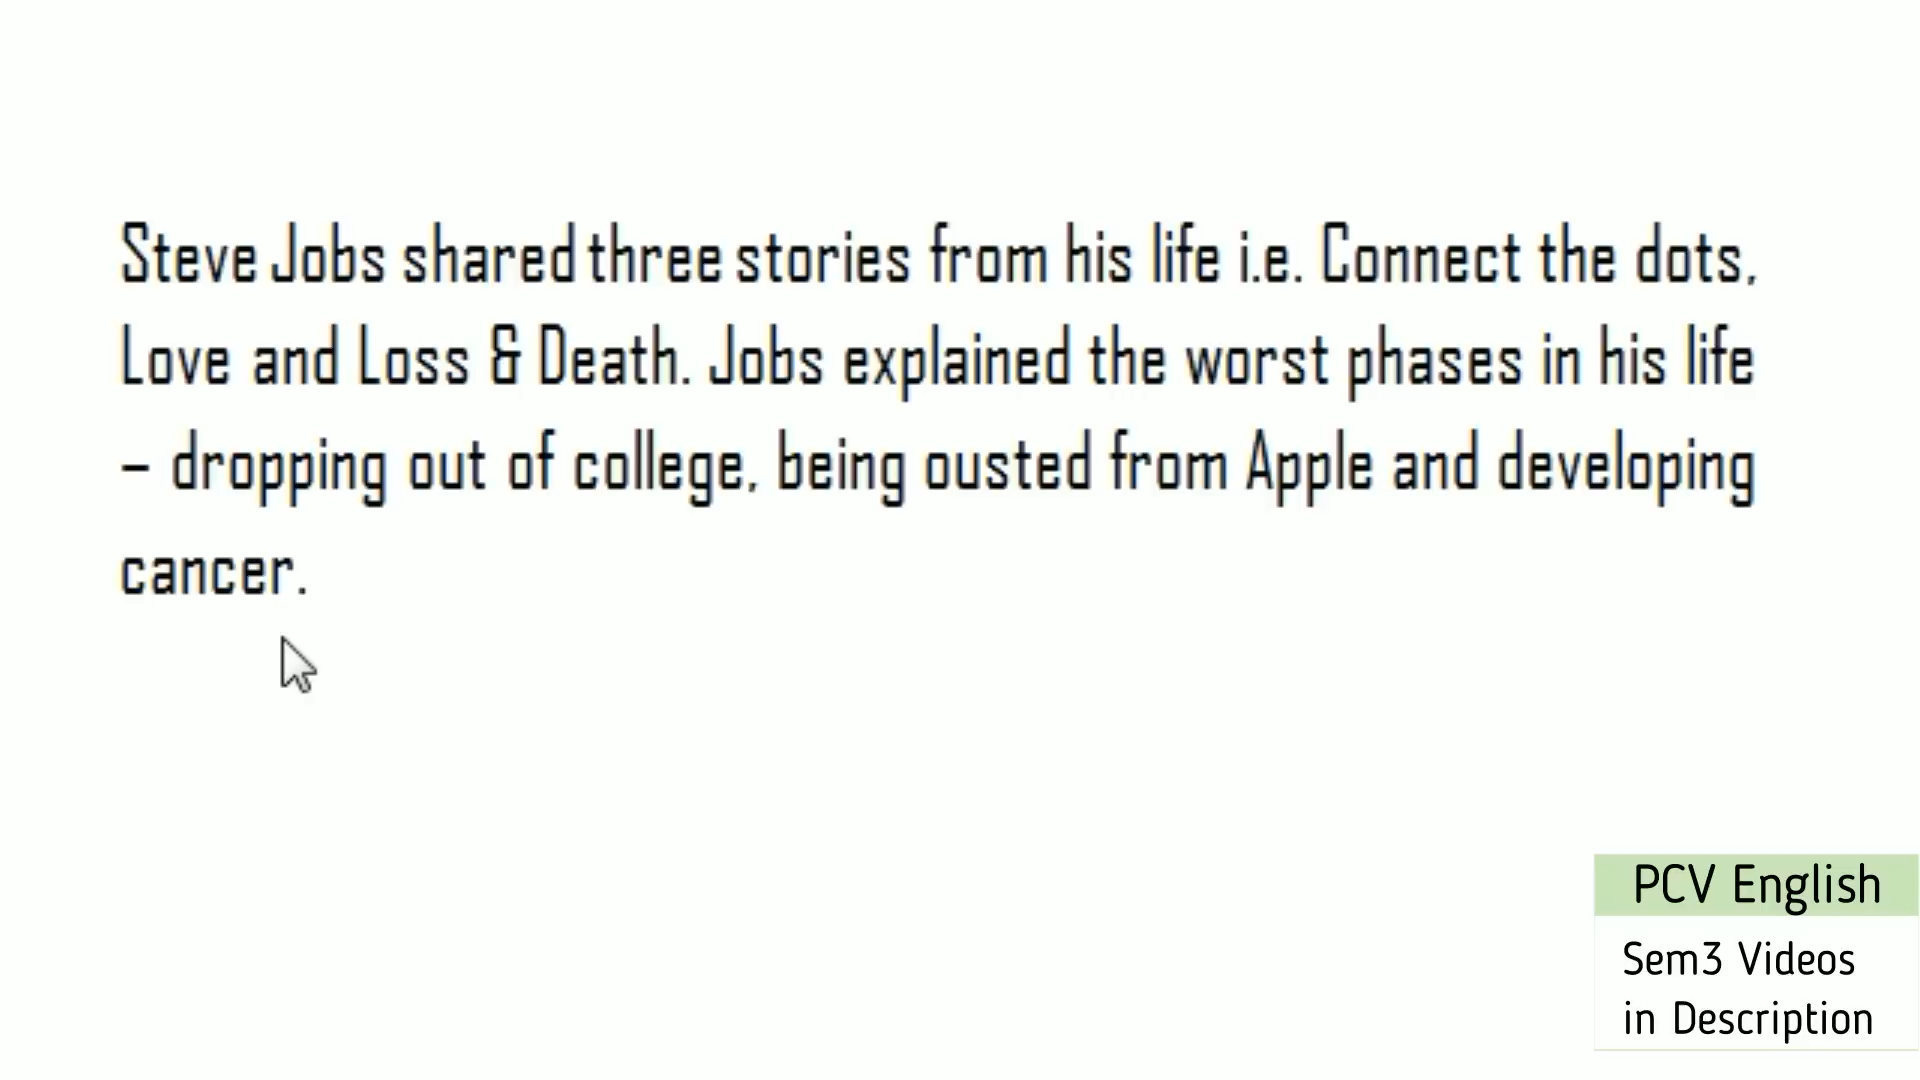 Steve Jobs shared three stories from his life i.e. Connect the dots,
Love and Loss & Death. Jobs explained the worst phases in his life
– dropping out of college, being ousted from Apple and developing
cancer.
PCV English
Sem3 Videos
in Description